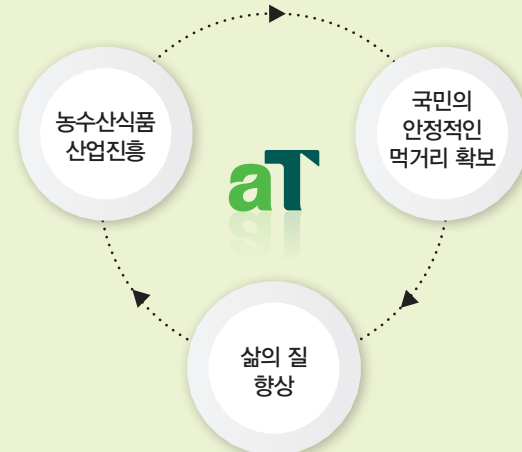 농수산식품
산업진흥
국민의
안정적인
먹거리 확보
aT
삶의 질
향상